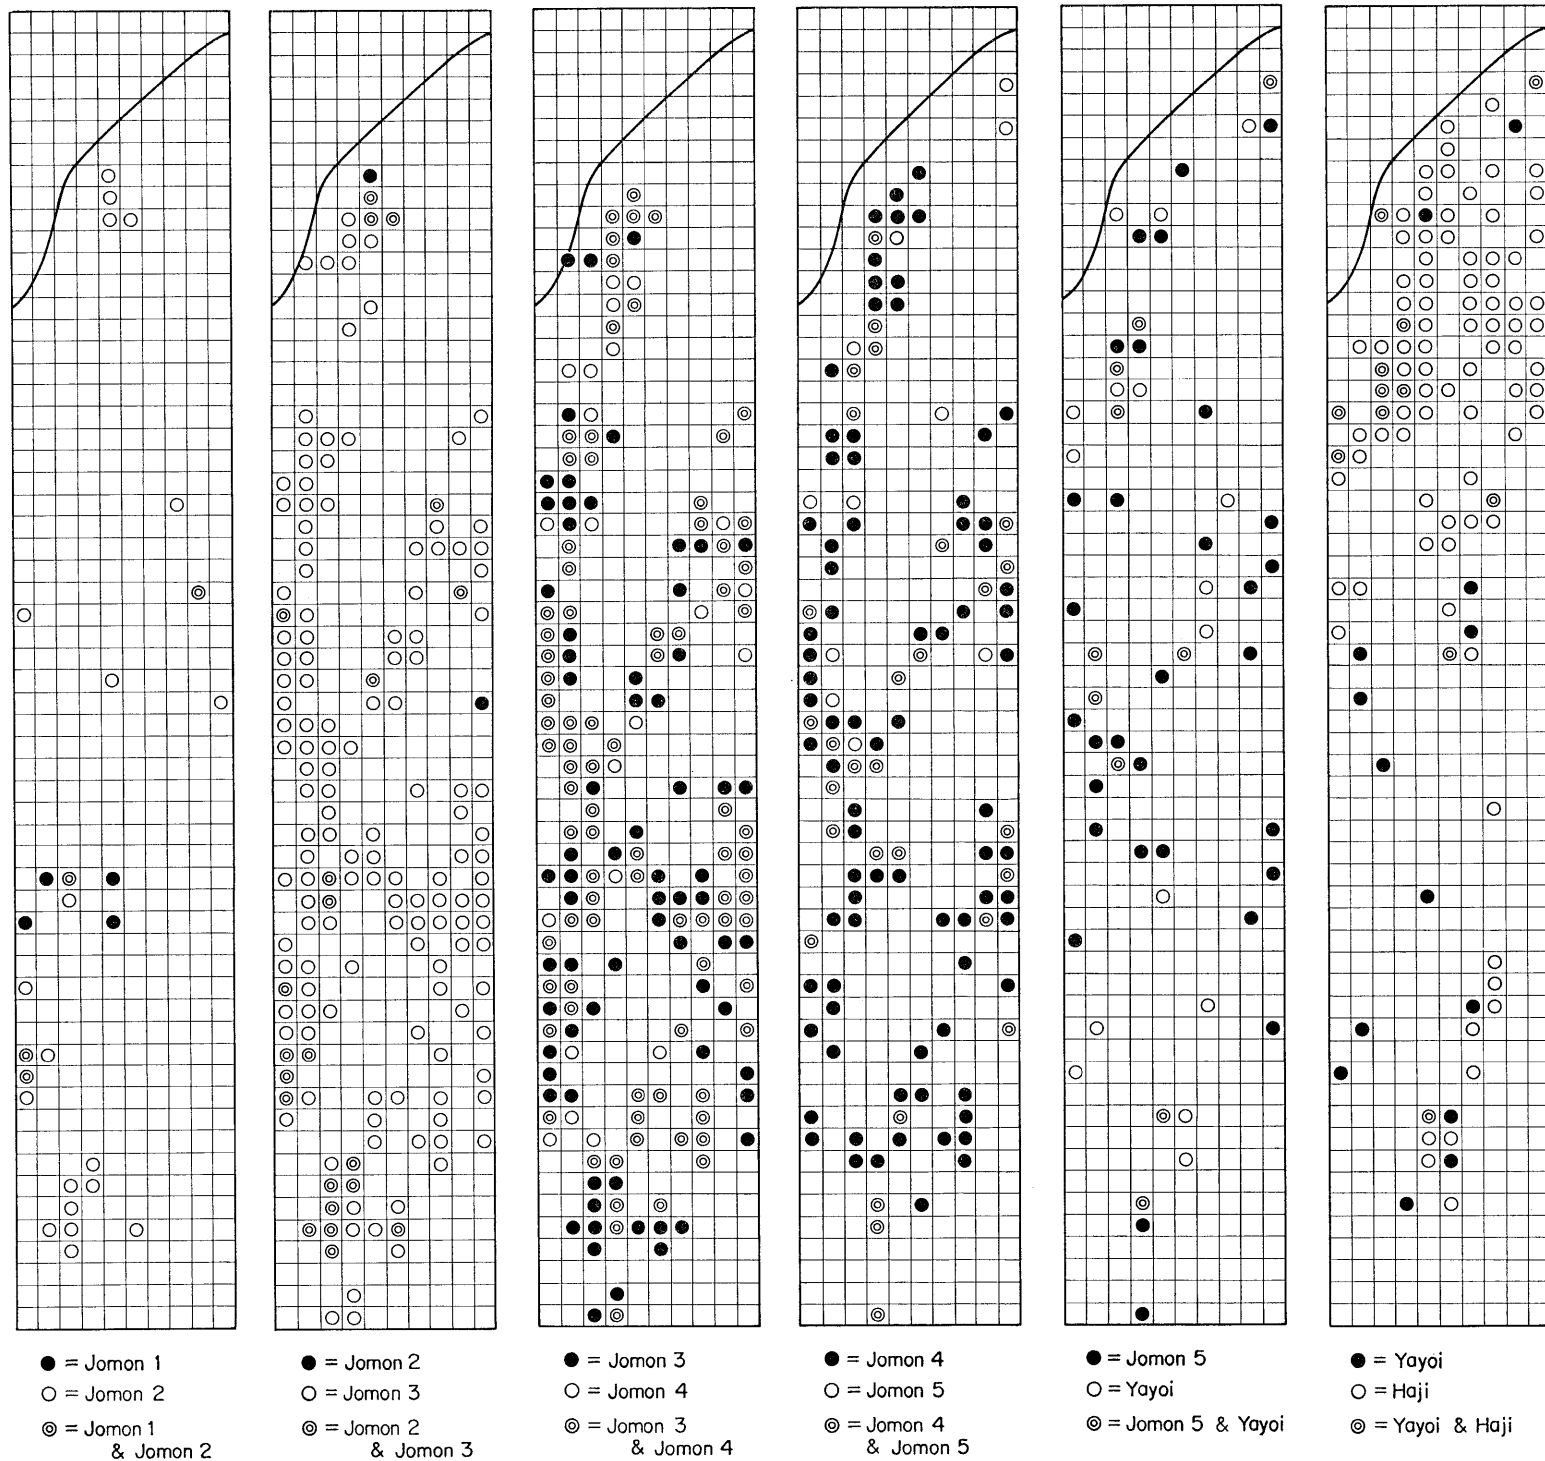 ● = Jomon 1
○ = Jomon 2
◎ = Jomon 1
& Jomon 2
● = Jomon 2
○ = Jomon 3
◎ = Jomon 2
& Jomon 3
● = Jomon 3
○ = Jomon 4
◎ = Jomon 3
& Jomon 4
● = Jomon 4
○ = Jomon 5
◎ = Jomon 4
& Jomon 5
● = Jomon 5
○ = Yayoi
◎ = Jomon 5 & Yayoi
● = Yayoi
○ = Haji
◎ = Yayoi & Haji